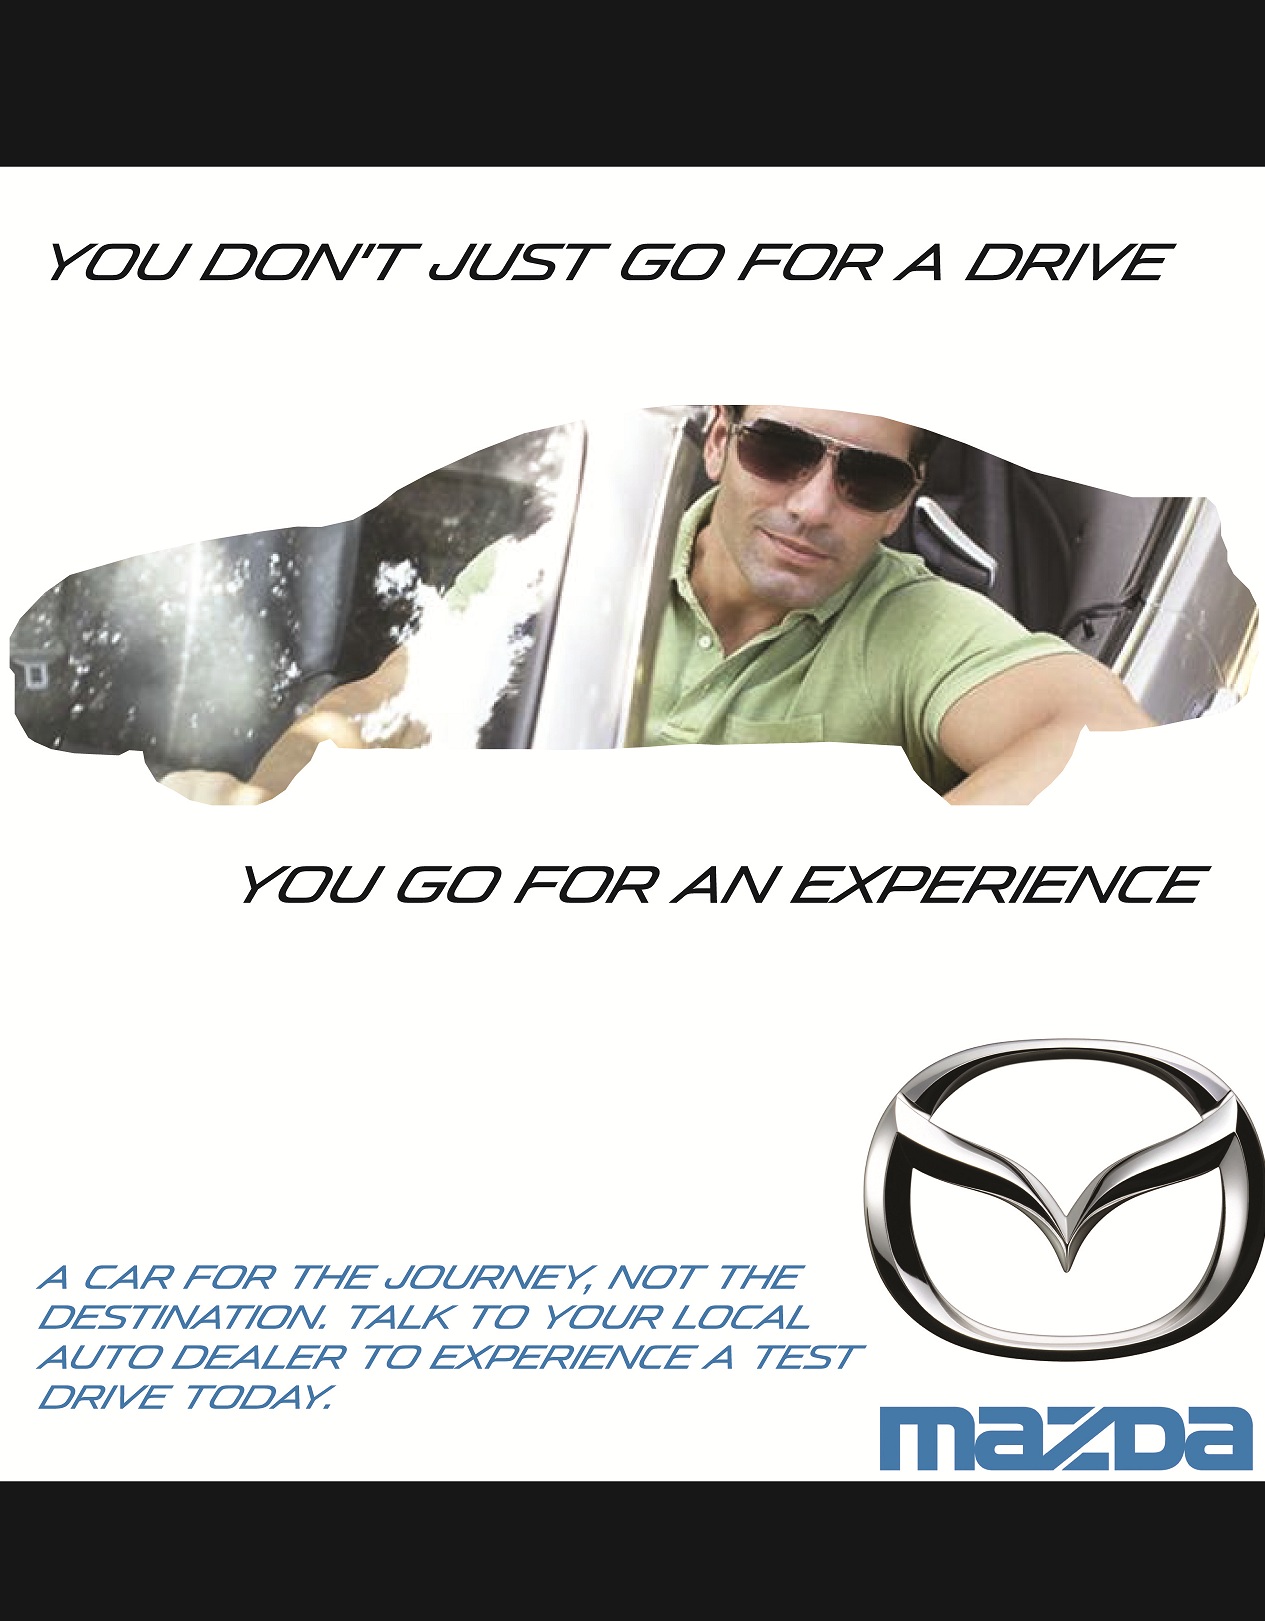 YOU DON'T JUST GO FOR A DRIVE
YOU GO FOR AN EXPERIENCE
A CAR FOR THE JOURNEY, NOT THE
DESTINATION. TALK TO YOUR LOCAL
AUTO DEALER TO EXPERIENCE A TEST
DRIVE TODAY.
mazda